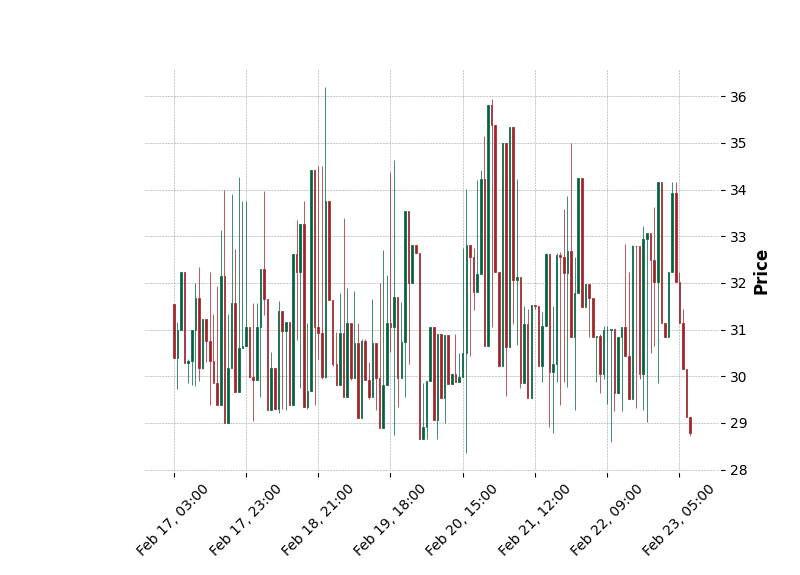 36
35
34
33
32
31
30
29
28
Price
Feb 17, 03:00
Feb 17, 23:00
Feb 18, 21:00
Feb 19, 18:00
Feb 20, 15:00
Feb 21, 12:00
Feb 22, 09:00
Feb 23, 05:00